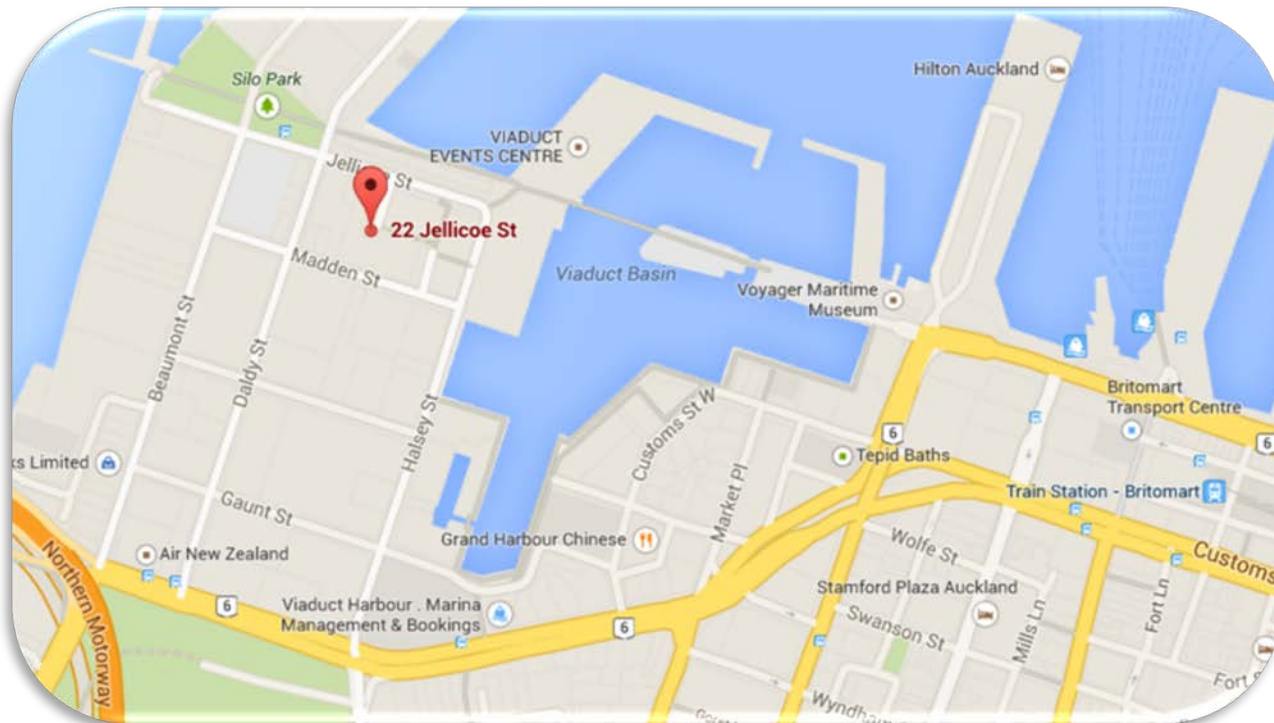 Silo Park
Hilton Auckland
VIADUCT
EVENTS CENTRE
Jellicoe St
22 Jellicoe St
Madden St
Viaduct Basin
Voyager Maritime
Museum
Beaumont St
Daldy St
Halsey St
Customs St W
Market Pl
6
Tepid Baths
Britomart
Transport Centre
6
ks Limited
Gaunt St
Train Station - Britomart
Grand Harbour Chinese
Wolfe St
Customs
Northern Motorway
Air New Zealand
6
Viaduct Harbour . Marina
Management & Bookings
6
Stamford Plaza Auckland
Swanson St
Mills Ln
Fort Ln
Fort S
Wyndham